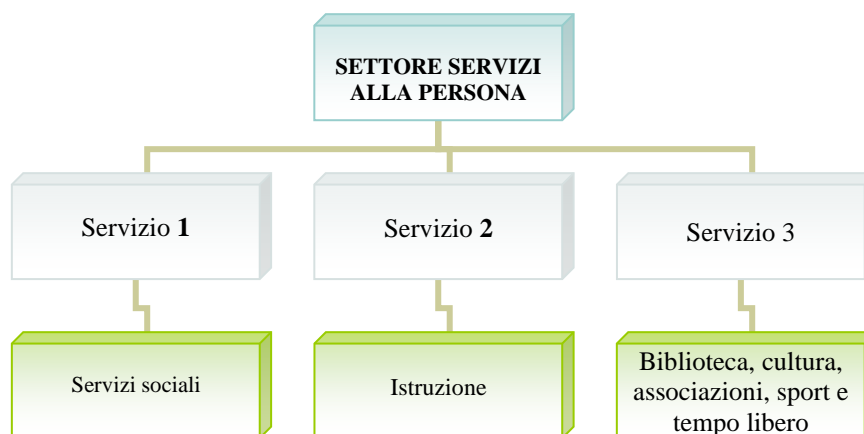 SETTORE SERVIZI
ALLA PERSONA
Servizio 1
Servizio 2
Servizio 3
Servizi sociali
Istruzione
Biblioteca, cultura,
associazioni, sport e
tempo libero